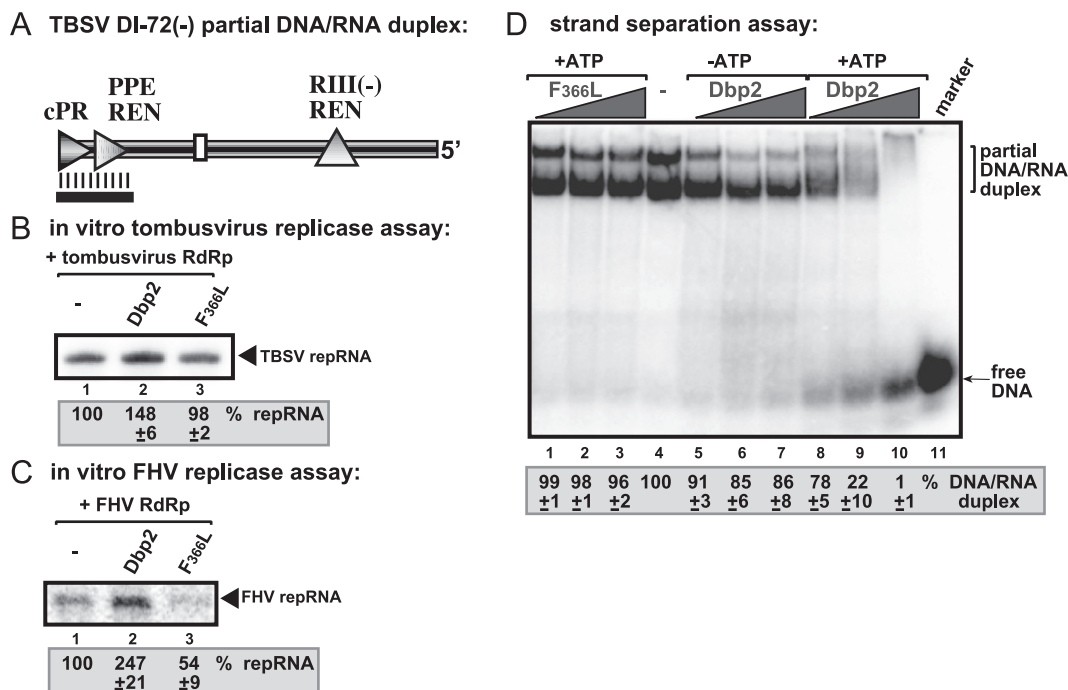 A TBSV DI-72(-) partial DNA/RNA duplex:
cPR
PPE
REN
RIII(-)
REN
5'
B in vitro tombusvirus replicase assay:
+ tombusvirus RdRp
- Dbp2 F366L
TBSV repRNA
1 2 3
100 148 98 % repRNA
±6 ±2
C in vitro FHV replicase assay:
+ FHV RdRp
- Dbp2 F366L
FHV repRNA
1 2 3
100 247 54 % repRNA
±21 ±9
D strand separation assay:
+ATP -ATP +ATP
F366L - Dbp2 Dbp2 marker
partial
DNA/RNA
duplex
free
DNA
1 2 3 4 5 6 7 8 9 10 11
99 98 96 100 91 85 86 78 22 1 % DNA/RNA
±1 ±1 ±2 ±3 ±6 ±8 ±5 ±10 ±1 duplex